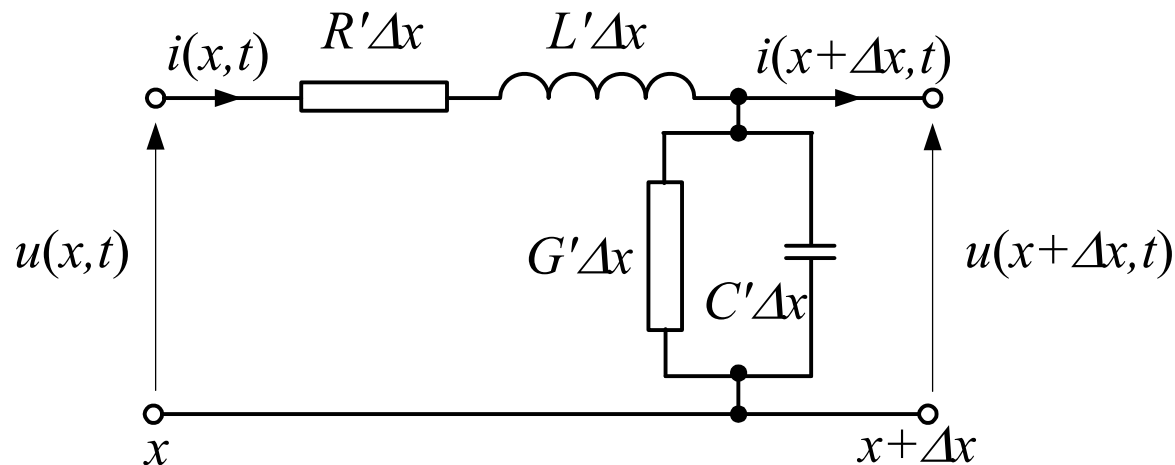 R′Δx
L′Δx
i(x,t)
i(x+Δx,t)
u(x,t)
G′Δx
C′Δx
u(x+Δx,t)
x
x+Δx